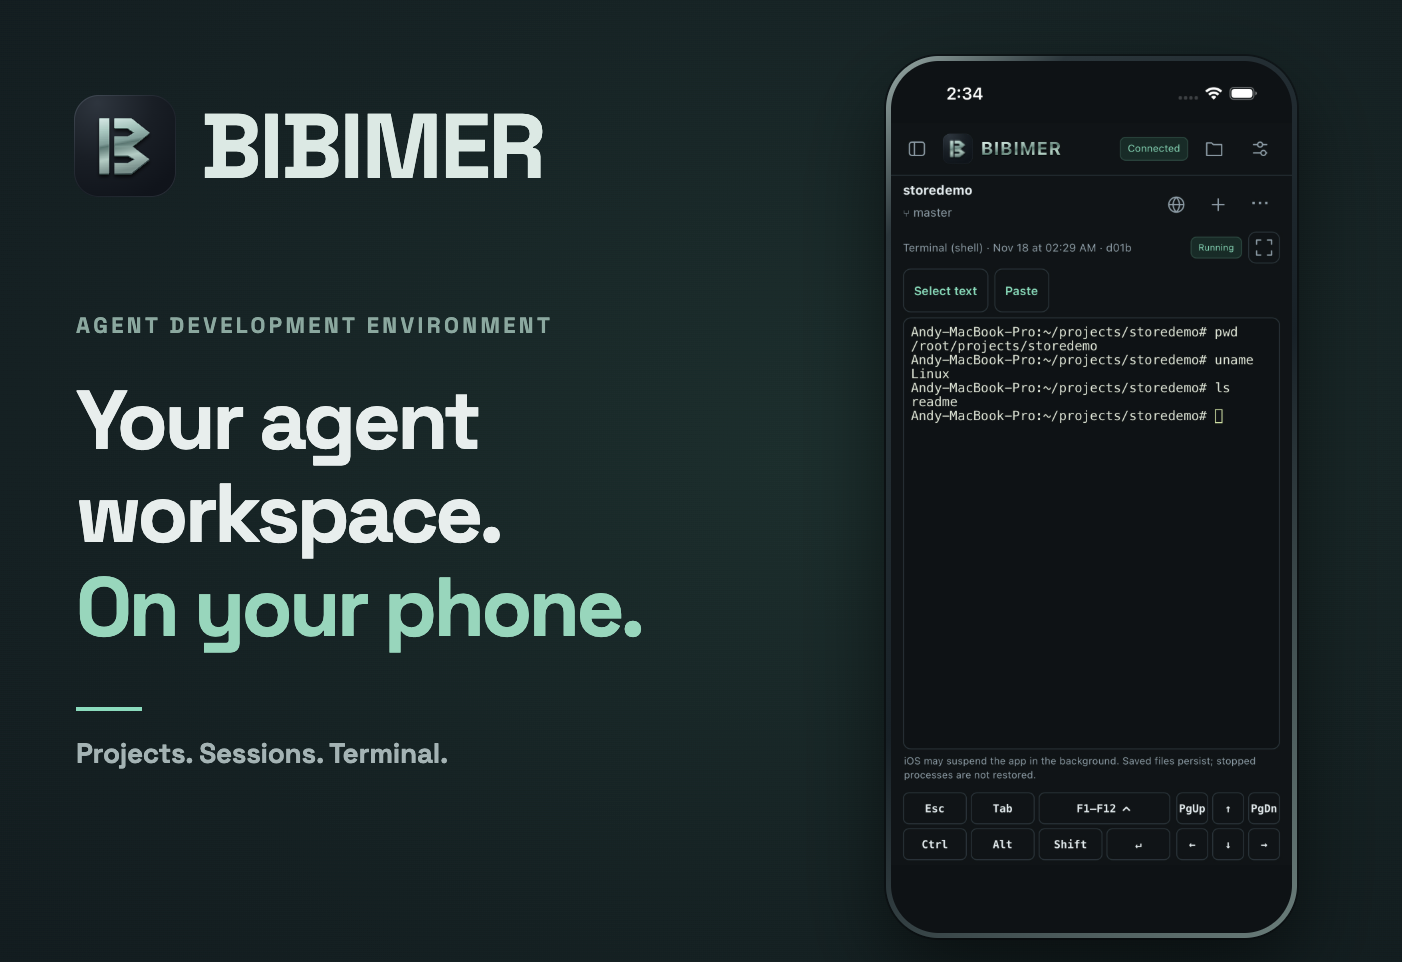 BIBIMER
AGENT DEVELOPMENT ENVIRONMENT
Your agent
workspace.
On your phone.
Projects. Sessions. Terminal.
2:34
BIBIMER
Connected
storedemo
master
Terminal (shell) · Nov 18 at 02:29 AM · d01b
Running
Select text
Paste
Andy-MacBook-Pro:~/projects/storedemo# pwd
/root/projects/storedemo
Andy-MacBook-Pro:~/projects/storedemo# uname
Linux
Andy-MacBook-Pro:~/projects/storedemo# ls
readme
Andy-MacBook-Pro:~/projects/storedemo#
iOS may suspend the app in the background. Saved files persist; stopped
processes are not restored.
Esc Tab F1–F12 PgUp ↑ PgDn
Ctrl Alt Shift ↵ ← ↓ →